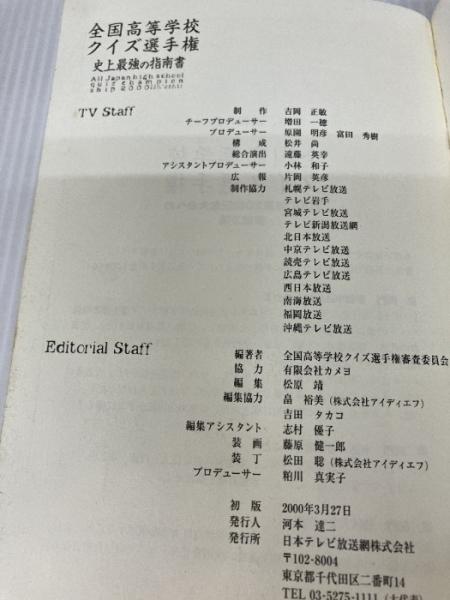 全国高等学校
クイズ選手権
史上最強の指南書
All Japan high school
quiz champion
ship 2000
TV Staff
制作 吉岡 正敏
チーフプロデューサー 増田 一穂
プロデューサー 原園 明彦 富田 秀樹
構成 松井 尚
総合演出 遠藤 英幸
アシスタントプロデューサー 小林 和子
広報 片岡 英彦
制作協力 札幌テレビ放送
テレビ岩手
宮城テレビ放送
テレビ新潟放送網
北日本放送
中京テレビ放送
読売テレビ放送
広島テレビ放送
西日本放送
南海放送
福岡放送
沖縄テレビ放送
Editorial Staff
編著者 全国高等学校クイズ選手権審査委員会
協力 有限会社カメヨ
編集 松原 靖
編集協力 畠 裕美(株式会社アイディエフ)
吉田 タカコ
編集アシスタント 志村 優子
装画 藤原 健一郎
装丁 松田 聡(株式会社アイディエフ)
プロデューサー 粕川 真実子
初版 2000年3月27日
発行人 河本 達二
発行所 日本テレビ放送網株式会社
〒102-8004
東京都千代田区二番町14
TEL 03-5275-1111(大代表)